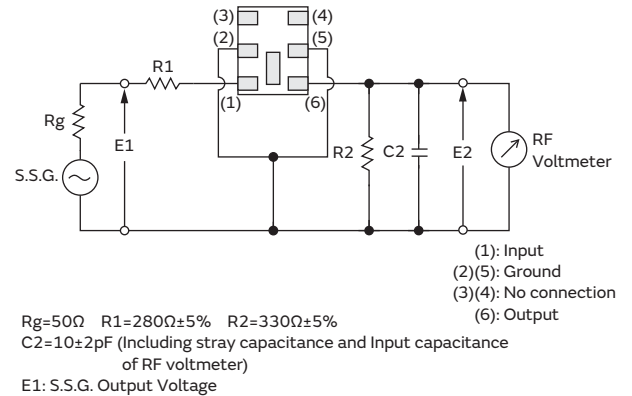 (3)
(4)
(2)
(5)
R1
(1)
(6)
Rg
E1
R2
C2
E2
RF
Voltmeter
S.S.G.
(1): Input
(2)(5): Ground
(3)(4): No connection
(6): Output
Rg=50Ω R1=280Ω±5% R2=330Ω±5%
C2=10±2pF (Including stray capacitance and Input capacitance
of RF voltmeter)
E1: S.S.G. Output Voltage